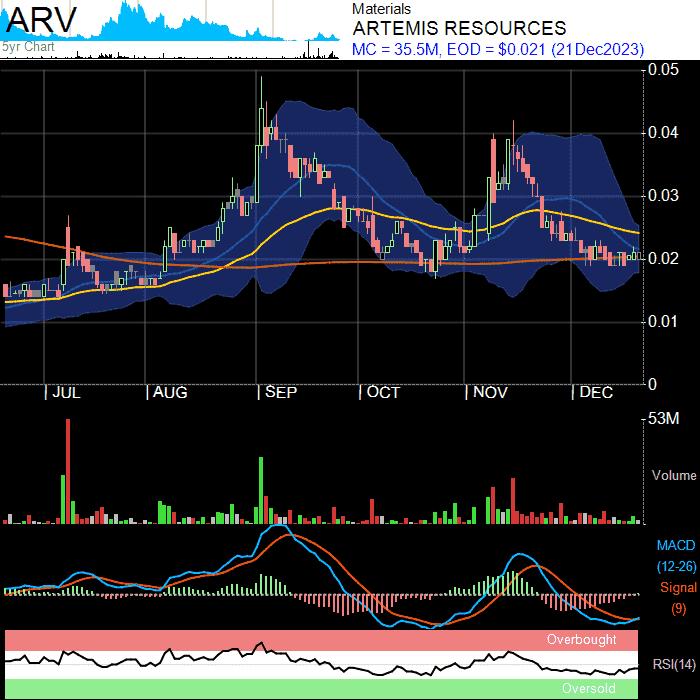 ARV
5yr Chart
Materials
ARTEMIS RESOURCES
MC = 35.5M, EOD = $0.021 (21Dec2023)
0.05
0.04
0.03
0.02
0.01
0
JUL AUG SEP OCT NOV DEC
53M
Volume
MACD
(12-26)
Signal
(9)
Overbought
RSI(14)
Oversold